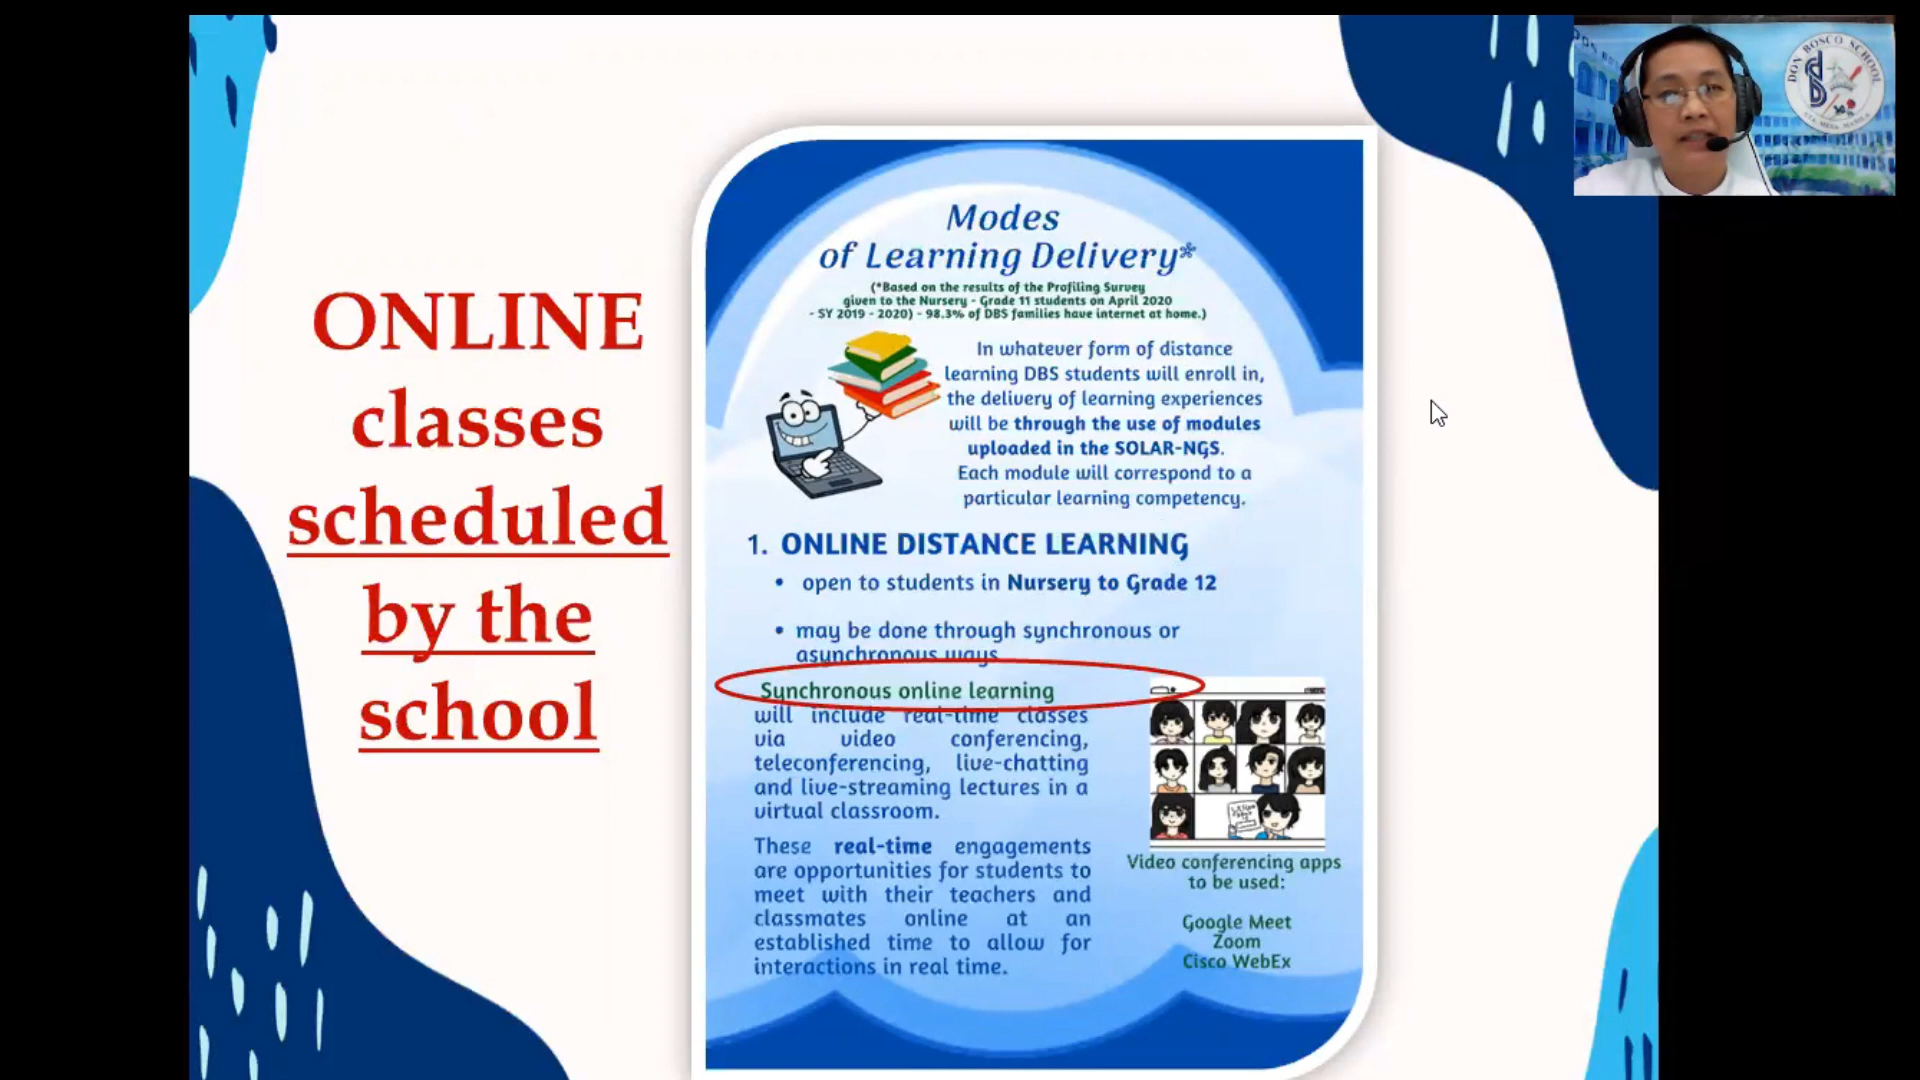 ONLINE
classes
scheduled
by the
school
Modes
of Learning Delivery*
(*Based on the results of the Profiling Survey
given to the Nursery - Grade 11 students on April 2020
- SY 2019 - 2020) - 98.3% of DBS families have internet at home.)
In whatever form of distance
learning DBS students will enroll in,
the delivery of learning experiences
will be through the use of modules
uploaded in the SOLAR-NGS.
Each module will correspond to a
particular learning competency.
1. ONLINE DISTANCE LEARNING
• open to students in Nursery to Grade 12
• may be done through synchronous or
asynchronous ways
Synchronous online learning
will include real-time classes
via video conferencing,
teleconferencing, live-chatting
and live-streaming lectures in a
virtual classroom.
These real-time engagements
are opportunities for students to
meet with their teachers and
classmates online at an
established time to allow for
interactions in real time.
Video conferencing apps
to be used:
Google Meet
Zoom
Cisco WebEx
DON BOSCO SCHOOL
STA MESA MANILA